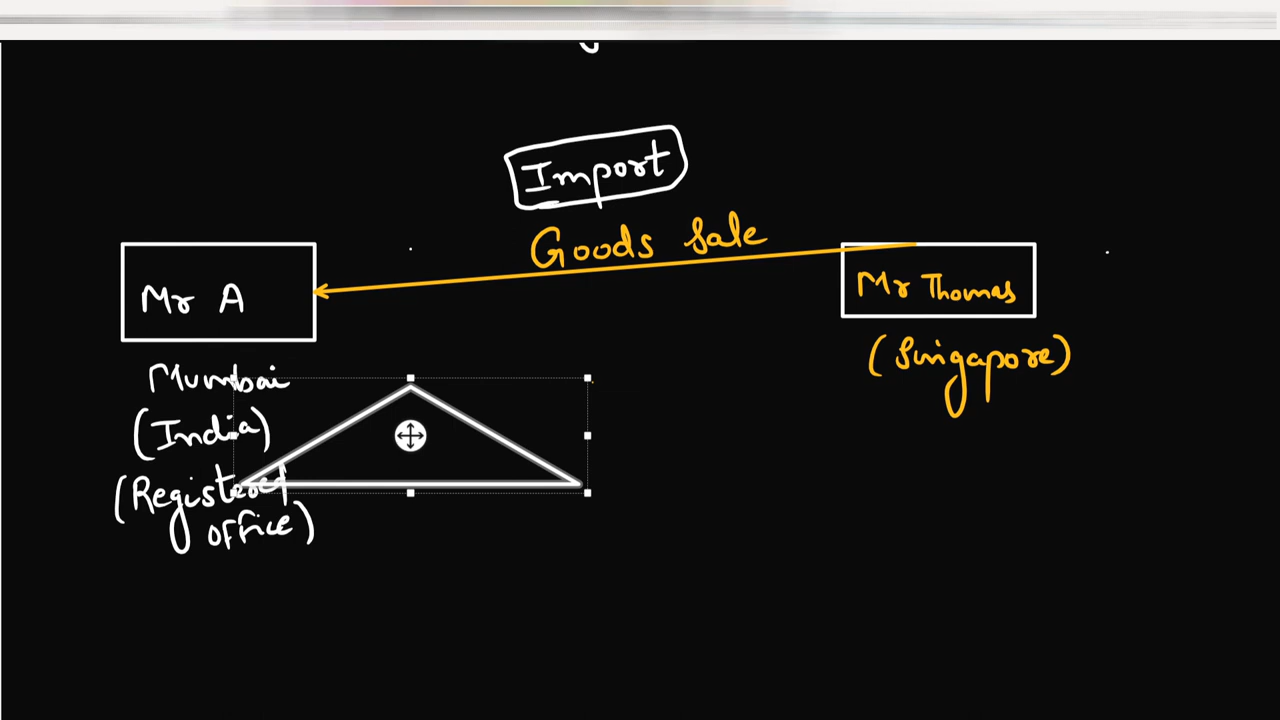 Import
Goods Sale
Mr A
Mr Thomas
(Singapore)
Mumbai
(India)
(Registered
office)